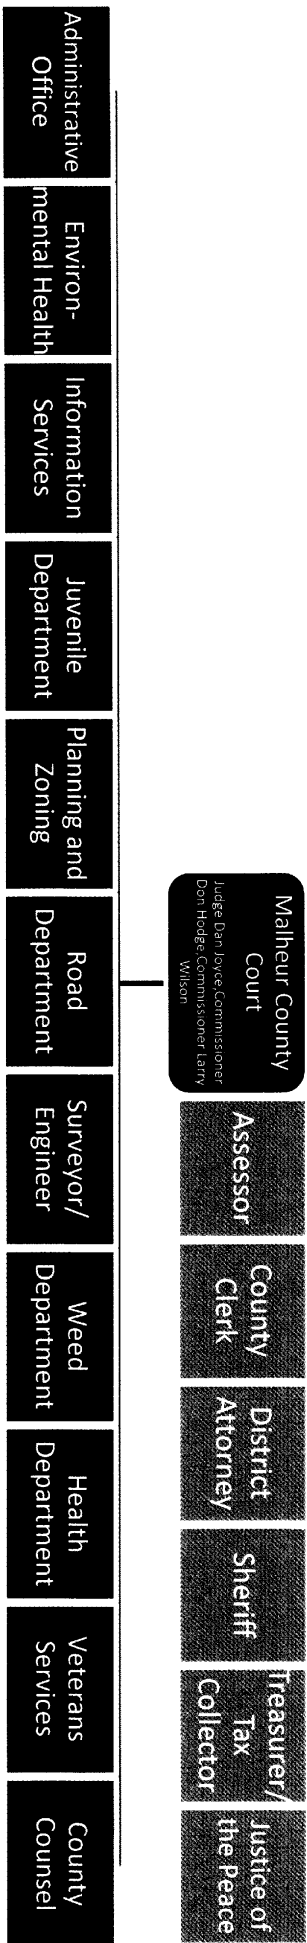 Malheur County
Court
Judge Dan Joyce,Commissioner
Don Hodge,Commissioner Larry
Wilson
Assessor
County
Clerk
District
Attorney
Sheriff
Treasurer/
Tax
Collector
Justice of
the Peace
Administrative
Office
Environ-
mental Health
Information
Services
Juvenile
Department
Planning and
Zoning
Road
Department
Surveyor/
Engineer
Weed
Department
Health
Department
Veterans
Services
County
Counsel